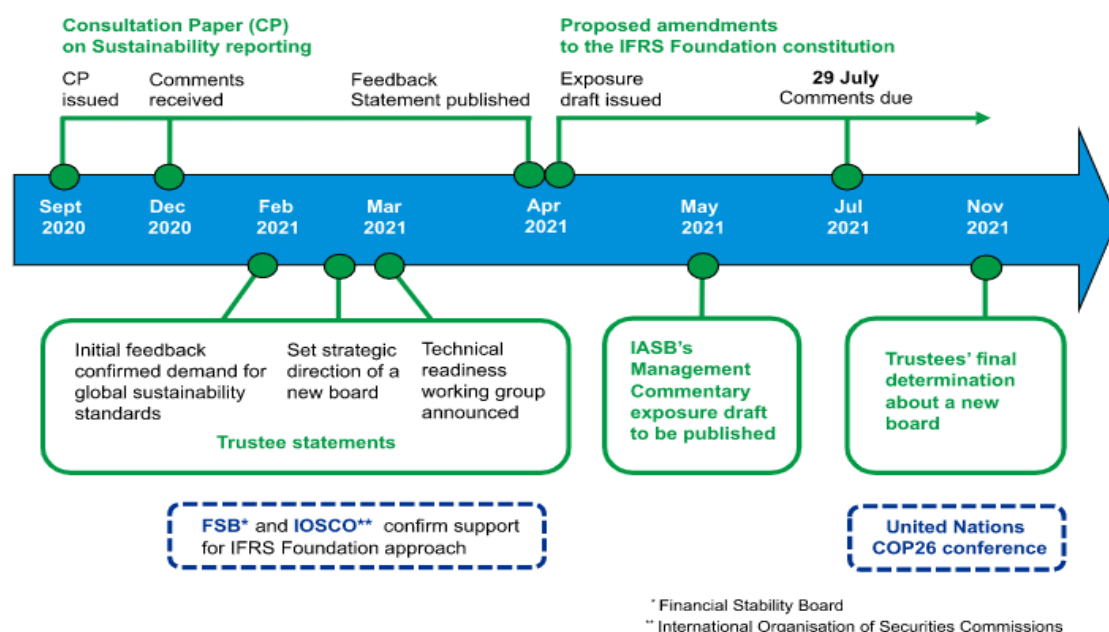 Consultation Paper (CP)
on Sustainability reporting
Proposed amendments
to the IFRS Foundation constitution
CP
issued
Comments
received
Feedback
Statement published
Exposure
draft issued
29 July
Comments due
Sept
2020
Dec
2020
Feb
2021
Mar
2021
Apr
2021
May
2021
Jul
2021
Nov
2021
Initial feedback
confirmed demand for
global sustainability
standards
Set strategic
direction of a
new board
Technical
readiness
working group
announced
Trustee statements
IASB's
Management
Commentary
exposure draft
to be published
Trustees' final
determination
about a new
board
FSB* and IOSCO** confirm support
for IFRS Foundation approach
United Nations
COP26 conference
* Financial Stability Board
** International Organisation of Securities Commissions